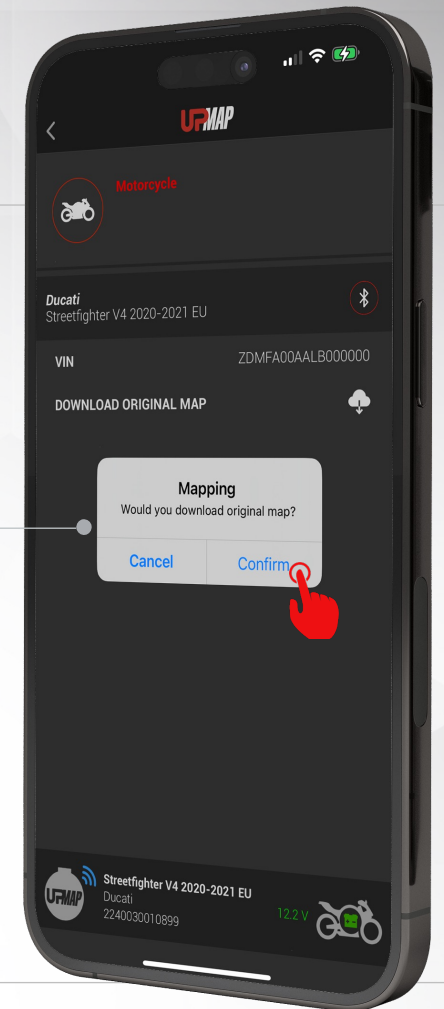 UPMAP
Motorcycle
Ducati
Streetfighter V4 2020-2021 EU
VIN ZDMFA00AALB000000
DOWNLOAD ORIGINAL MAP
Mapping
Would you download original map?
Cancel Confirm
UPMAP
Streetfighter V4 2020-2021 EU
Ducati
2240030010899
12.2 V